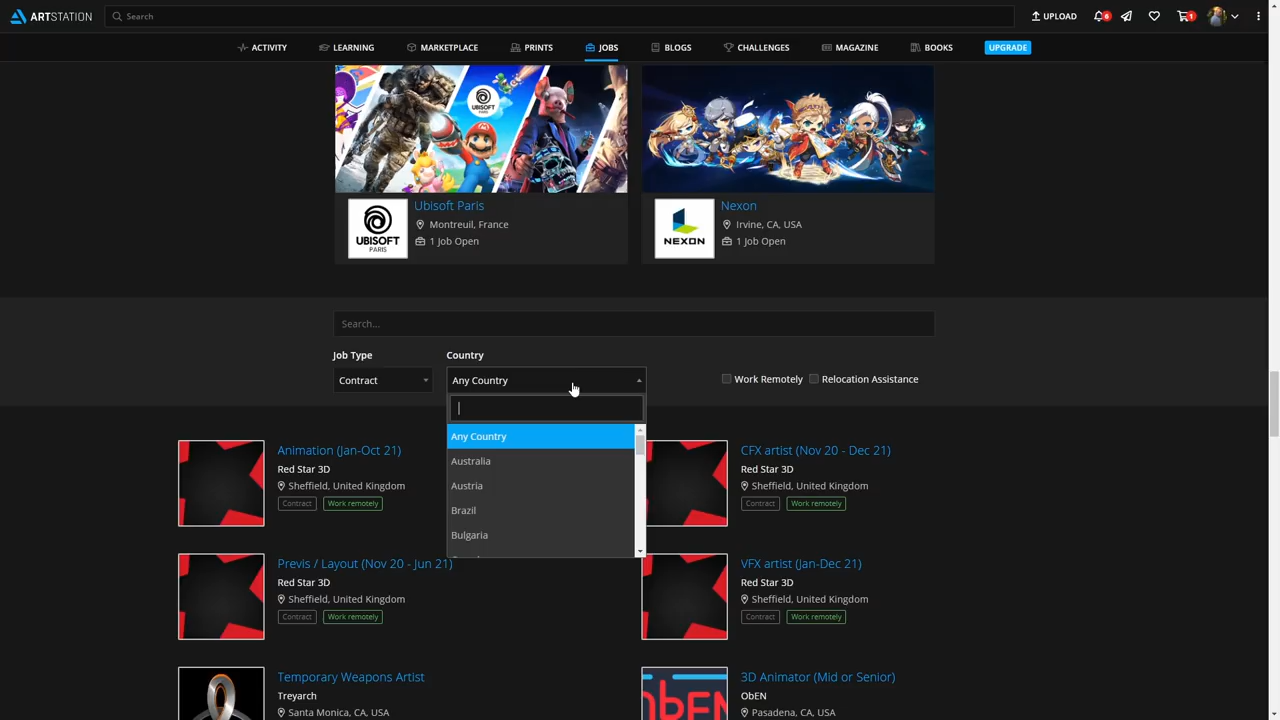 ARTSTATION
Search
UPLOAD
6
1
ACTIVITY
LEARNING
MARKETPLACE
PRINTS
JOBS
BLOGS
CHALLENGES
MAGAZINE
BOOKS
UPGRADE
UBISOFT
PARIS
Ubisoft Paris
Montreuil, France
1 Job Open
UBISOFT
PARIS
Nexon
Irvine, CA, USA
1 Job Open
NEXON
Search...
Job Type
Country
Contract
Any Country
Work Remotely
Relocation Assistance
Any Country
Australia
Austria
Brazil
Bulgaria
Animation (Jan-Oct 21)
Red Star 3D
Sheffield, United Kingdom
Contract
Work remotely
CFX artist (Nov 20 - Dec 21)
Red Star 3D
Sheffield, United Kingdom
Contract
Work remotely
Previs / Layout (Nov 20 - Jun 21)
Red Star 3D
Sheffield, United Kingdom
Contract
Work remotely
VFX artist (Jan-Dec 21)
Red Star 3D
Sheffield, United Kingdom
Contract
Work remotely
Temporary Weapons Artist
Treyarch
Santa Monica, CA, USA
3D Animator (Mid or Senior)
ObEN
Pasadena, CA, USA
ObEN